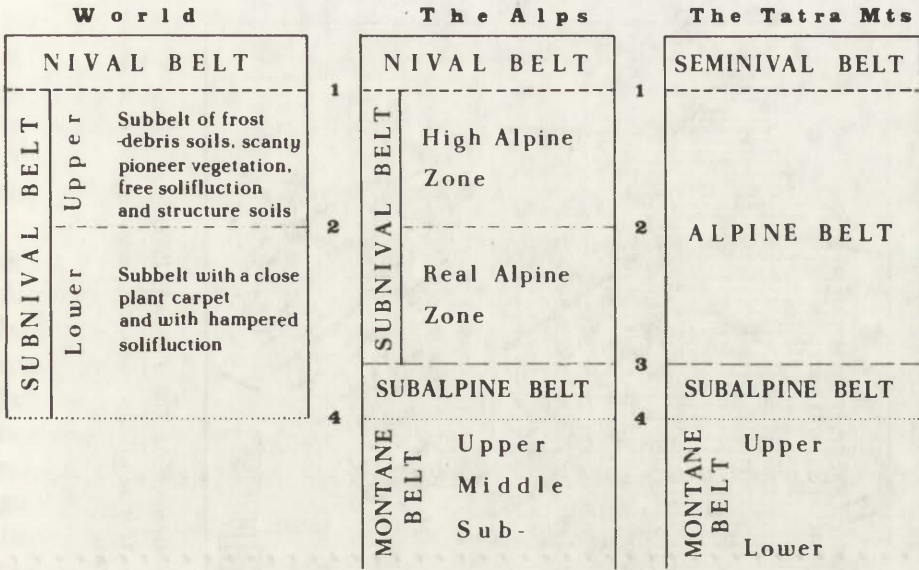 World
NIVAL BELT
SUBNIVAL BELT
Upper
Subbelt of frost
-debris soils, scanty
pioneer vegetation,
free solifluction
and structure soils
Lower
Subbelt with a close
plant carpet
and with hampered
solifluction
1
2
4
The Alps
NIVAL BELT
SUBNIVAL BELT
High Alpine
Zone
Real Alpine
Zone
SUBALPINE BELT
MONTANE
BELT
Upper
Middle
Sub-
1
2
3
4
The Tatra Mts
SEMINIVAL BELT
ALPINE BELT
SUBALPINE BELT
MONTANE
BELT
Upper
Lower